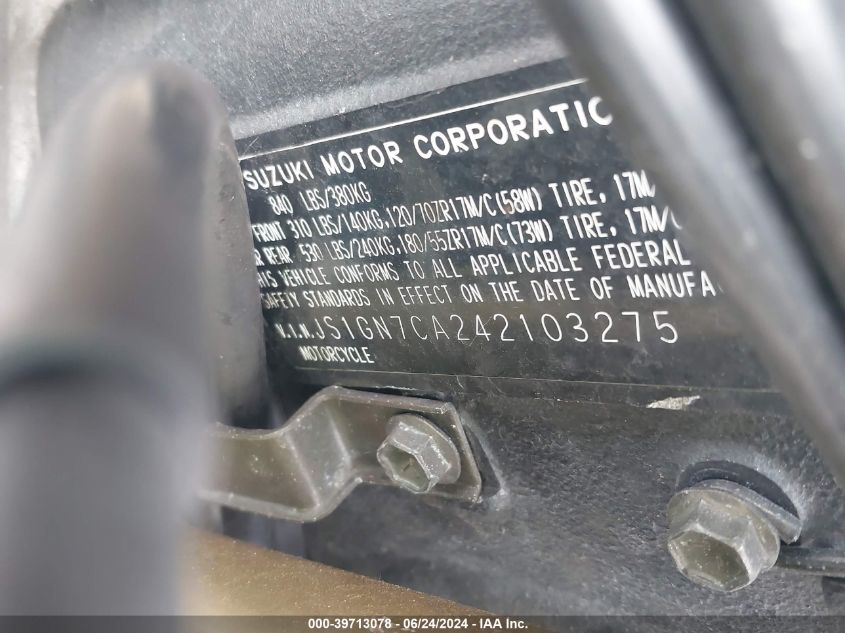 SUZUKI MOTOR CORPORATIO
840 LBS/380KG
FRONT 310 LBS/140KG,120/70ZR17M/C(58W) TIRE, 17M/
REAR 530 LBS/240KG,180/55ZR17M/C(73W) TIRE, 17M/
VEHICLE CONFORMS TO ALL APPLICABLE FEDERAL
SAFETY STANDARDS IN EFFECT ON THE DATE OF MANUFA
V.I.N.JS1GN7CA242103275
MOTORCYCLE
000-39713078 - 06/24/2024 - IAA Inc.